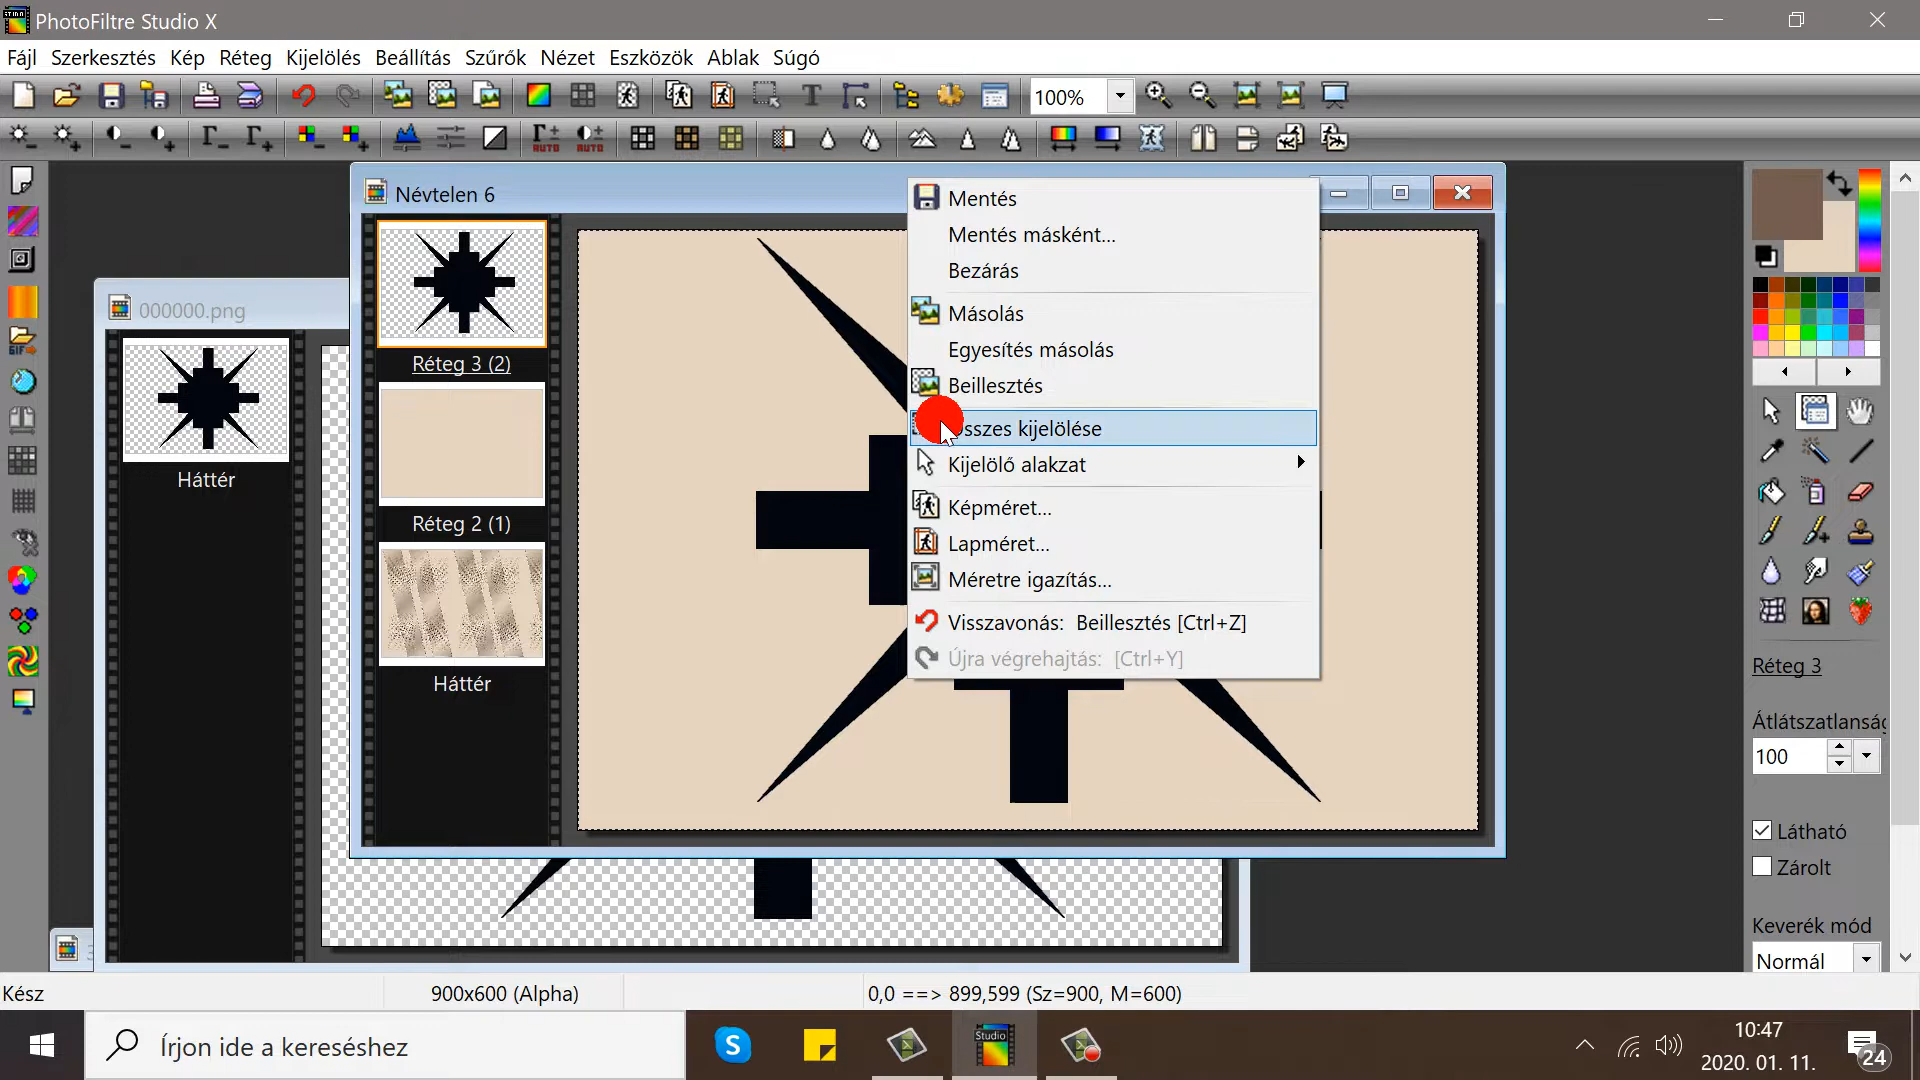 PhotoFiltre Studio X
Fájl Szerkesztés Kép Réteg Kijelölés Beállítás Szűrők Nézet Eszközök Ablak Súgó
100%
AUTO AUTO
Névtelen 6
000000.png
Háttér
Réteg 3 (2)
Réteg 2 (1)
Háttér
Mentés
Mentés másként...
Bezárás
Másolás
Egyesítés másolás
Beillesztés
sszes kijelölése
Kijelölő alakzat
Képméret...
Lapméret...
Méretre igazítás...
Visszavonás: Beillesztés [Ctrl+Z]
Újra végrehajtás: [Ctrl+Y]
Réteg 3
Átlátszatlanság
100
Látható
Zárolt
Keverék mód
Normál
Kész
900x600 (Alpha)
0,0 ==> 899,599 (Sz=900, M=600)
Írjon ide a kereséshez
Studio
10:47
2020. 01. 11.
24